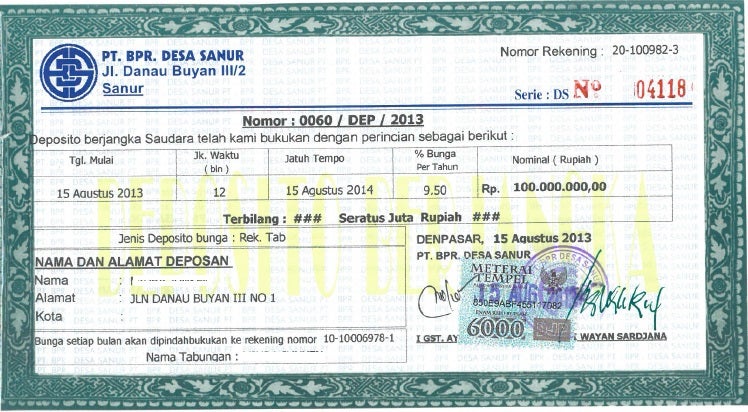 PT. BPR. DESA SANUR
Jl. Danau Buyan III/2
Sanur
Nomor Rekening : 20-100982-3
Serie : DS Nº 04118
Nomor : 0060 / DEP / 2013
Deposito berjangka Saudara telah kami bukukan dengan perincian sebagai berikut :
Tgl. Mulai Jk. Waktu ( bln ) Jatuh Tempo % Bunga Per Tahun Nominal ( Rupiah )
15 Agustus 2013 12 15 Agustus 2014 9.50 Rp. 100.000.000,00
Terbilang : ### Seratus Juta Rupiah ###
DEPOSITO BERJANGKA
Jenis Deposito bunga : Rek. Tab
NAMA DAN ALAMAT DEPOSAN
Nama :
Alamat : JLN DANAU BUYAN III NO 1
Kota :
Bunga setiap bulan akan dipindahbukukan ke rekening nomor 10-10006978-1
Nama Tabungan :
DENPASAR, 15 Agustus 2013
PT. BPR. DESA SANUR
METERAI
TEMPEL
15 AUG
6000
I GST. AY
WAYAN SARDJANA